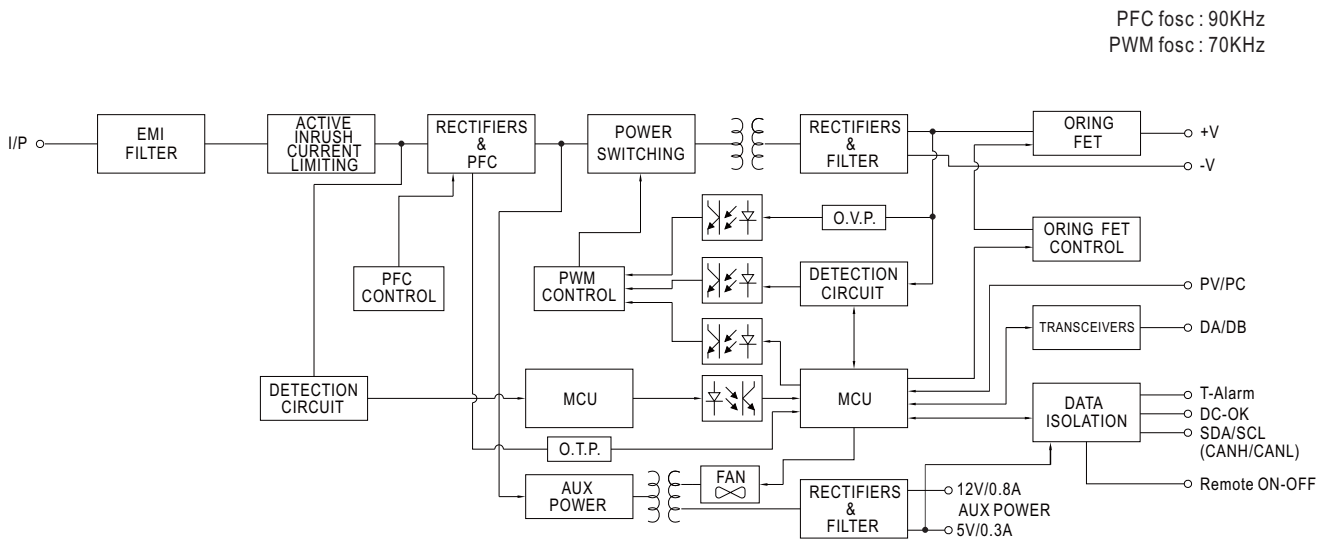 PFC fosc : 90KHz
PWM fosc : 70KHz
I/P
EMI
FILTER
ACTIVE
INRUSH
CURRENT
LIMITING
RECTIFIERS
&
PFC
POWER
SWITCHING
RECTIFIERS
&
FILTER
ORING
FET
+V
-V
O.V.P.
ORING FET
CONTROL
PFC
CONTROL
PWM
CONTROL
DETECTION
CIRCUIT
PV/PC
TRANSCEIVERS
DA/DB
DETECTION
CIRCUIT
MCU
MCU
DATA
ISOLATION
T-Alarm
DC-OK
SDA/SCL
(CANH/CANL)
O.T.P.
AUX
POWER
FAN
RECTIFIERS
&
FILTER
12V/0.8A
AUX POWER
5V/0.3A
Remote ON-OFF